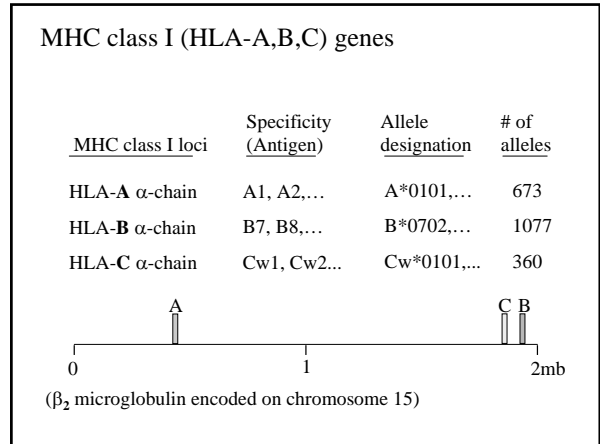 MHC class I (HLA-A,B,C) genes
Specificity Allele # of
MHC class I loci (Antigen) designation alleles
HLA-A α-chain A1, A2,… A*0101,… 673
HLA-B α-chain B7, B8,… B*0702,… 1077
HLA-C α-chain Cw1, Cw2... Cw*0101,... 360
A C B
0 1 2mb
(β2 microglobulin encoded on chromosome 15)